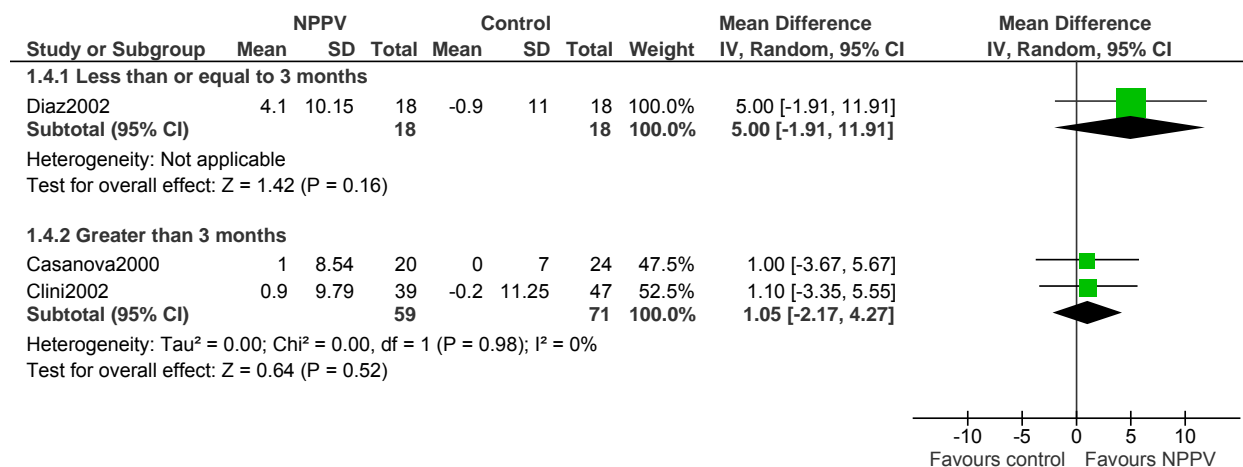 NPPV Control Mean Difference Mean Difference
Study or Subgroup Mean SD Total Mean SD Total Weight IV, Random, 95% CI IV, Random, 95% CI
1.4.1 Less than or equal to 3 months
Diaz2002 4.1 10.15 18 -0.9 11 18 100.0% 5.00 [-1.91, 11.91]
Subtotal (95% CI) 18 18 100.0% 5.00 [-1.91, 11.91]
Heterogeneity: Not applicable
Test for overall effect: Z = 1.42 (P = 0.16)
1.4.2 Greater than 3 months
Casanova2000 1 8.54 20 0 7 24 47.5% 1.00 [-3.67, 5.67]
Clini2002 0.9 9.79 39 -0.2 11.25 47 52.5% 1.10 [-3.35, 5.55]
Subtotal (95% CI) 59 71 100.0% 1.05 [-2.17, 4.27]
Heterogeneity: Tau² = 0.00; Chi² = 0.00, df = 1 (P = 0.98); I² = 0%
Test for overall effect: Z = 0.64 (P = 0.52)
-10 -5 0 5 10
Favours control Favours NPPV